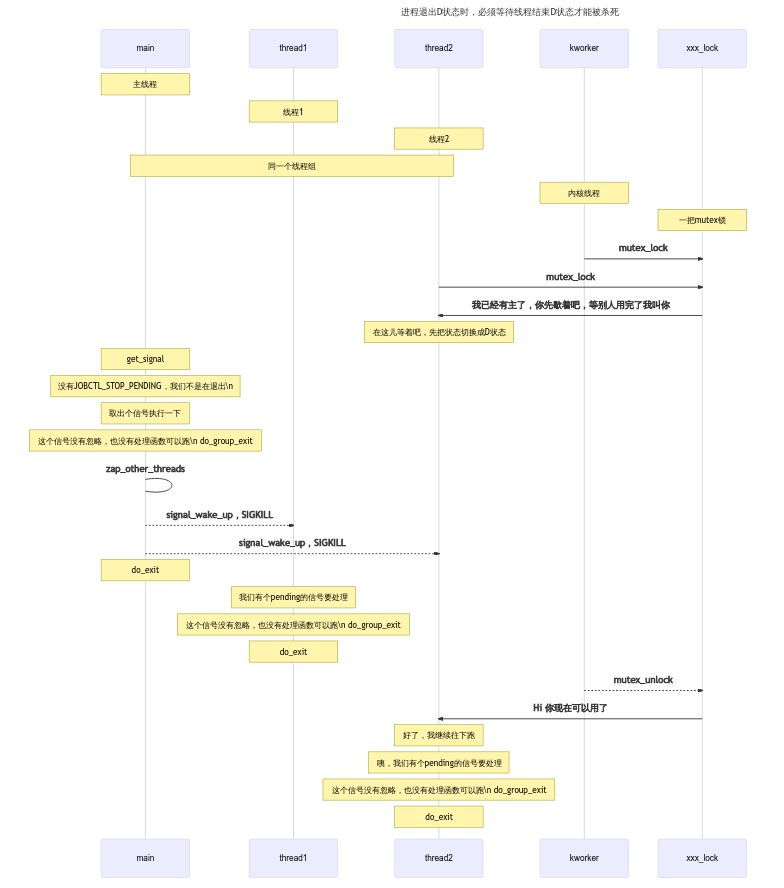 进程退出D状态时，必须等待线程结束D状态才能被杀死
main
thread1
thread2
kworker
xxx_lock
主线程
线程1
线程2
同一个线程组
内核线程
一把mutex锁
mutex_lock
mutex_lock
我已经有主了，你先歇着吧，等别人用完了我叫你
在这儿等着吧，先把状态切换成D状态
get_signal
没有JOBCTL_STOP_PENDING，我们不是在退出\n
取出个信号执行一下
这个信号没有忽略，也没有处理函数可以跑\n do_group_exit
zap_other_threads
signal_wake_up，SIGKILL
signal_wake_up，SIGKILL
do_exit
我们有个pending的信号要处理
这个信号没有忽略，也没有处理函数可以跑\n do_group_exit
do_exit
mutex_unlock
Hi 你现在可以用了
好了，我继续往下跑
咦，我们有个pending的信号要处理
这个信号没有忽略，也没有处理函数可以跑\n do_group_exit
do_exit
main
thread1
thread2
kworker
xxx_lock